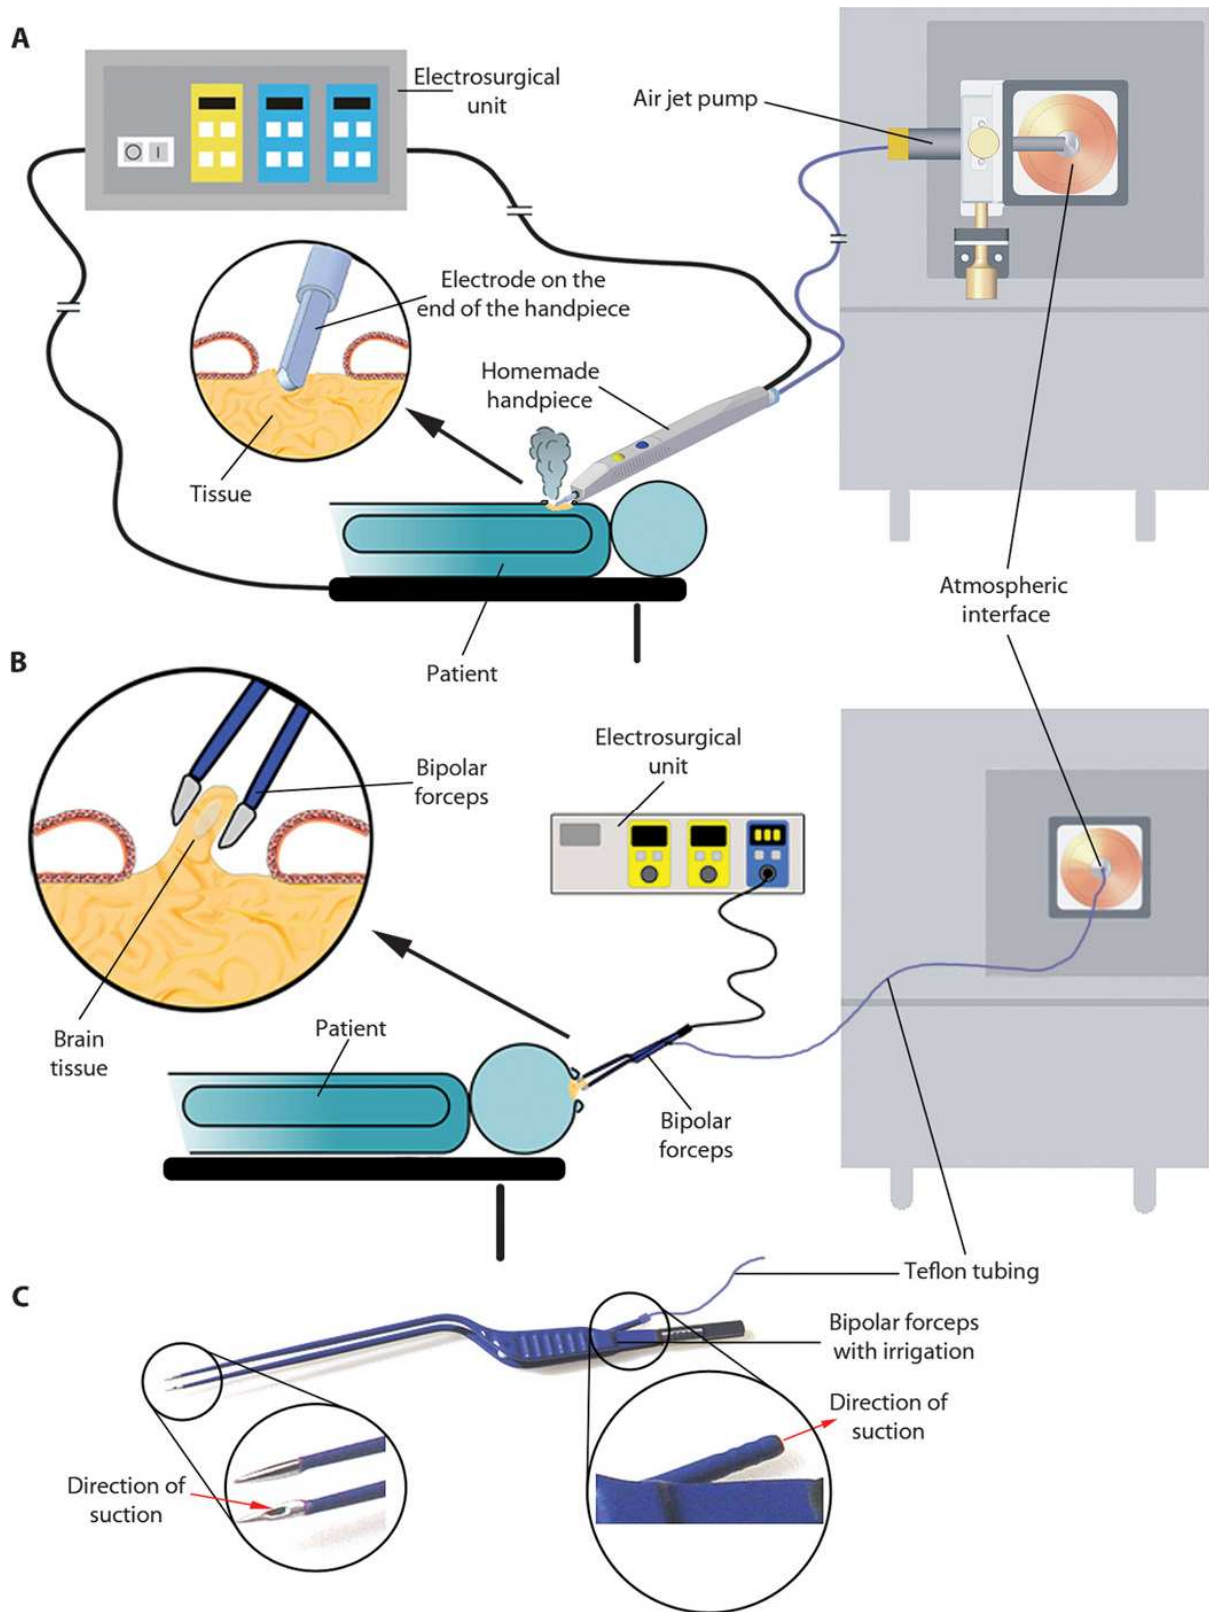 A
Electrosurgical
unit
Air jet pump
Electrode on the
end of the handpiece
Homemade
handpiece
Tissue
Patient
Atmospheric
interface
B
Electrosurgical
unit
Bipolar
forceps
Brain
tissue
Patient
Bipolar
forceps
Teflon tubing
C
Bipolar forceps
with irrigation
Direction of
suction
Direction of
suction